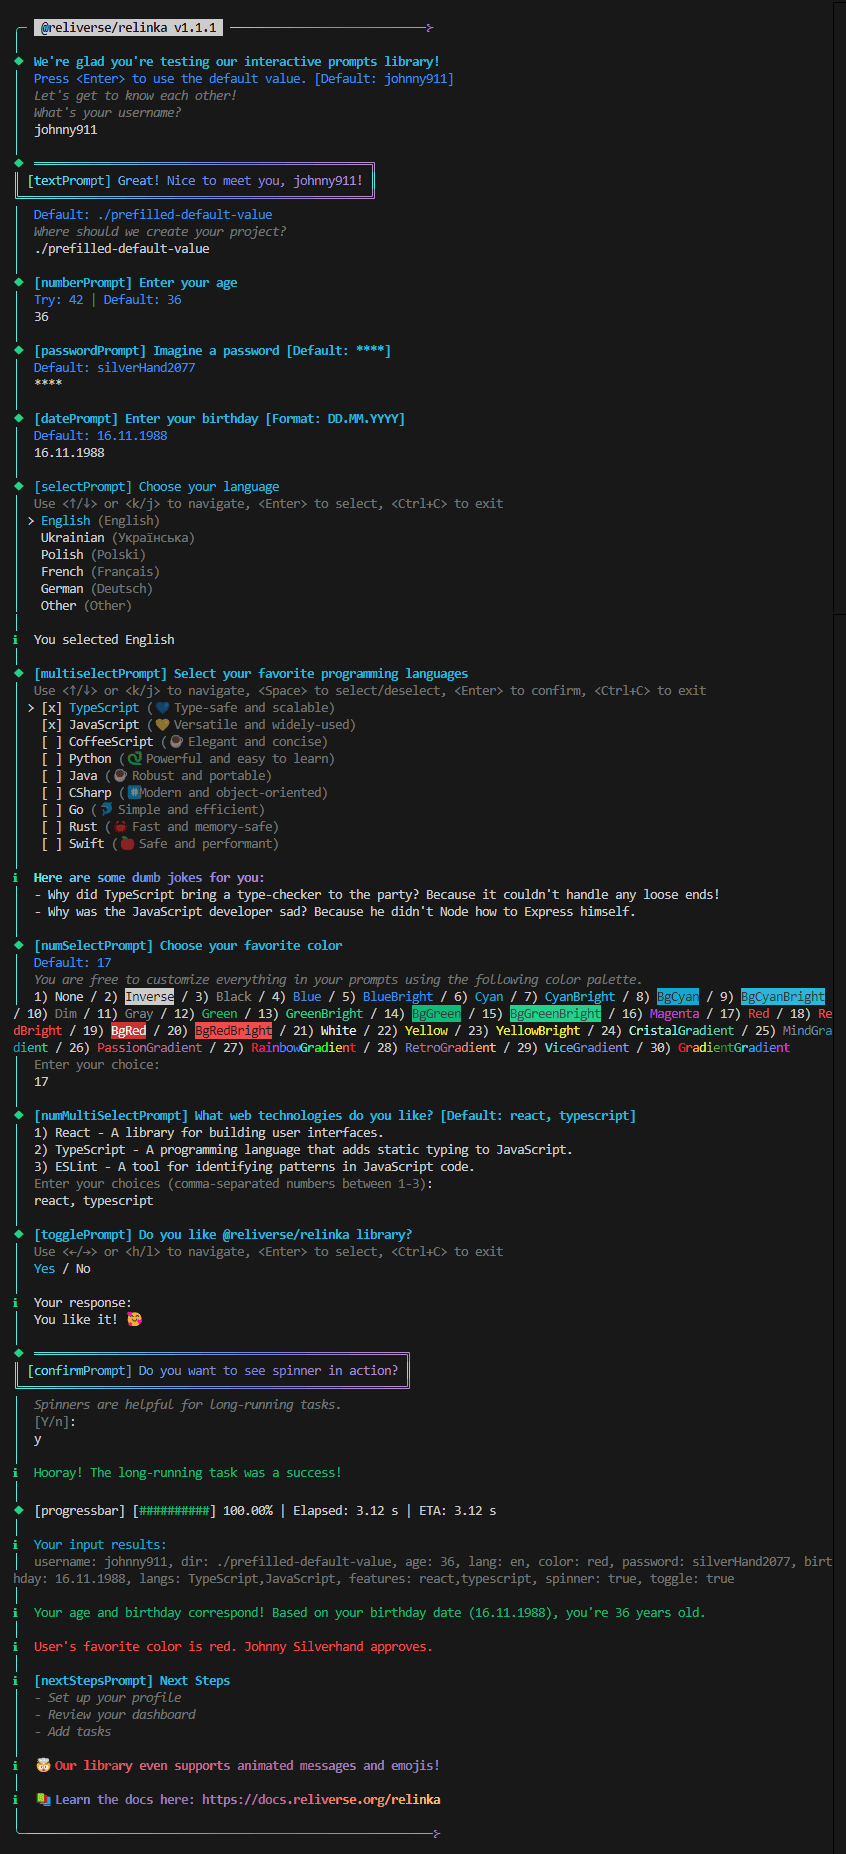 @reliverse/relinka v1.1.1
We're glad you're testing our interactive prompts library!
Press <Enter> to use the default value. [Default: johnny911]
Let's get to know each other!
What's your username?
johnny911
[textPrompt] Great! Nice to meet you, johnny911!
Default: ./prefilled-default-value
Where should we create your project?
./prefilled-default-value
[numberPrompt] Enter your age
Try: 42 | Default: 36
36
[passwordPrompt] Imagine a password [Default: ****]
Default: silverHand2077
****
[datePrompt] Enter your birthday [Format: DD.MM.YYYY]
Default: 16.11.1988
16.11.1988
[selectPrompt] Choose your language
Use <↑/↓> or <k/j> to navigate, <Enter> to select, <Ctrl+C> to exit
> English (English)
Ukrainian (Українська)
Polish (Polski)
French (Français)
German (Deutsch)
Other (Other)
i You selected English
[multiselectPrompt] Select your favorite programming languages
Use <↑/↓> or <k/j> to navigate, <Space> to select/deselect, <Enter> to confirm, <Ctrl+C> to exit
> [x] TypeScript (💙 Type-safe and scalable)
[x] JavaScript (💛 Versatile and widely-used)
[ ] CoffeeScript (☕ Elegant and concise)
[ ] Python (🐍 Powerful and easy to learn)
[ ] Java (☕ Robust and portable)
[ ] CSharp (#️⃣Modern and object-oriented)
[ ] Go (🐬 Simple and efficient)
[ ] Rust (🦀 Fast and memory-safe)
[ ] Swift (🍎 Safe and performant)
i Here are some dumb jokes for you:
- Why did TypeScript bring a type-checker to the party? Because it couldn't handle any loose ends!
- Why was the JavaScript developer sad? Because he didn't Node how to Express himself.
[numSelectPrompt] Choose your favorite color
Default: 17
You are free to customize everything in your prompts using the following color palette.
1) None / 2) Inverse / 3) Black / 4) Blue / 5) BlueBright / 6) Cyan / 7) CyanBright / 8) BgCyan / 9) BgCyanBright
/ 10) Dim / 11) Gray / 12) Green / 13) GreenBright / 14) BgGreen / 15) BgGreenBright / 16) Magenta / 17) Red / 18) Re
dBright / 19) BgRed / 20) BgRedBright / 21) White / 22) Yellow / 23) YellowBright / 24) CristalGradient / 25) MindGra
dient / 26) PassionGradient / 27) RainbowGradient / 28) RetroGradient / 29) ViceGradient / 30) GradientGradient
Enter your choice:
17
[numMultiSelectPrompt] What web technologies do you like? [Default: react, typescript]
1) React - A library for building user interfaces.
2) TypeScript - A programming language that adds static typing to JavaScript.
3) ESLint - A tool for identifying patterns in JavaScript code.
Enter your choices (comma-separated numbers between 1-3):
react, typescript
[togglePrompt] Do you like @reliverse/relinka library?
Use <←/→> or <h/l> to navigate, <Enter> to select, <Ctrl+C> to exit
Yes / No
i Your response:
You like it! 🥰
[confirmPrompt] Do you want to see spinner in action?
Spinners are helpful for long-running tasks.
[Y/n]:
y
i Hooray! The long-running task was a success!
[progressbar] [##########] 100.00% | Elapsed: 3.12 s | ETA: 3.12 s
i Your input results:
username: johnny911, dir: ./prefilled-default-value, age: 36, lang: en, color: red, password: silverHand2077, birt
hday: 16.11.1988, langs: TypeScript,JavaScript, features: react,typescript, spinner: true, toggle: true
i Your age and birthday correspond! Based on your birthday date (16.11.1988), you're 36 years old.
i User's favorite color is red. Johnny Silverhand approves.
i [nextStepsPrompt] Next Steps
- Set up your profile
- Review your dashboard
- Add tasks
i 🤯 Our library even supports animated messages and emojis!
i 📚 Learn the docs here: https://docs.reliverse.org/relinka